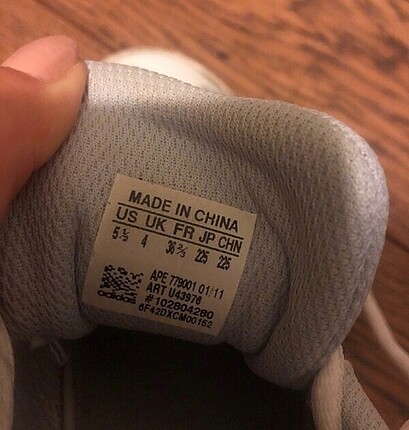 MADE IN CHINA
US UK FR JP CHN
5½ 4 36⅔ 225 225
APE 779001 01/11
ART U43976
#102804280
adidas 6F42DXCM00152